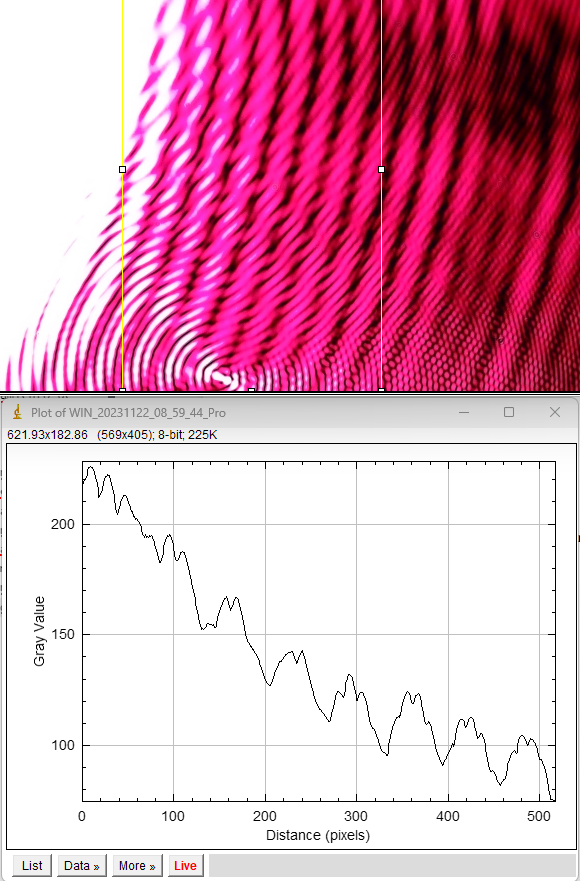 Plot of WIN_20231122_08_59_44_Pro
621.93x182.86 (569x405); 8-bit; 225K
200
150
100
Gray Value
0 100 200 300 400 500
Distance (pixels)
List Data » More » Live